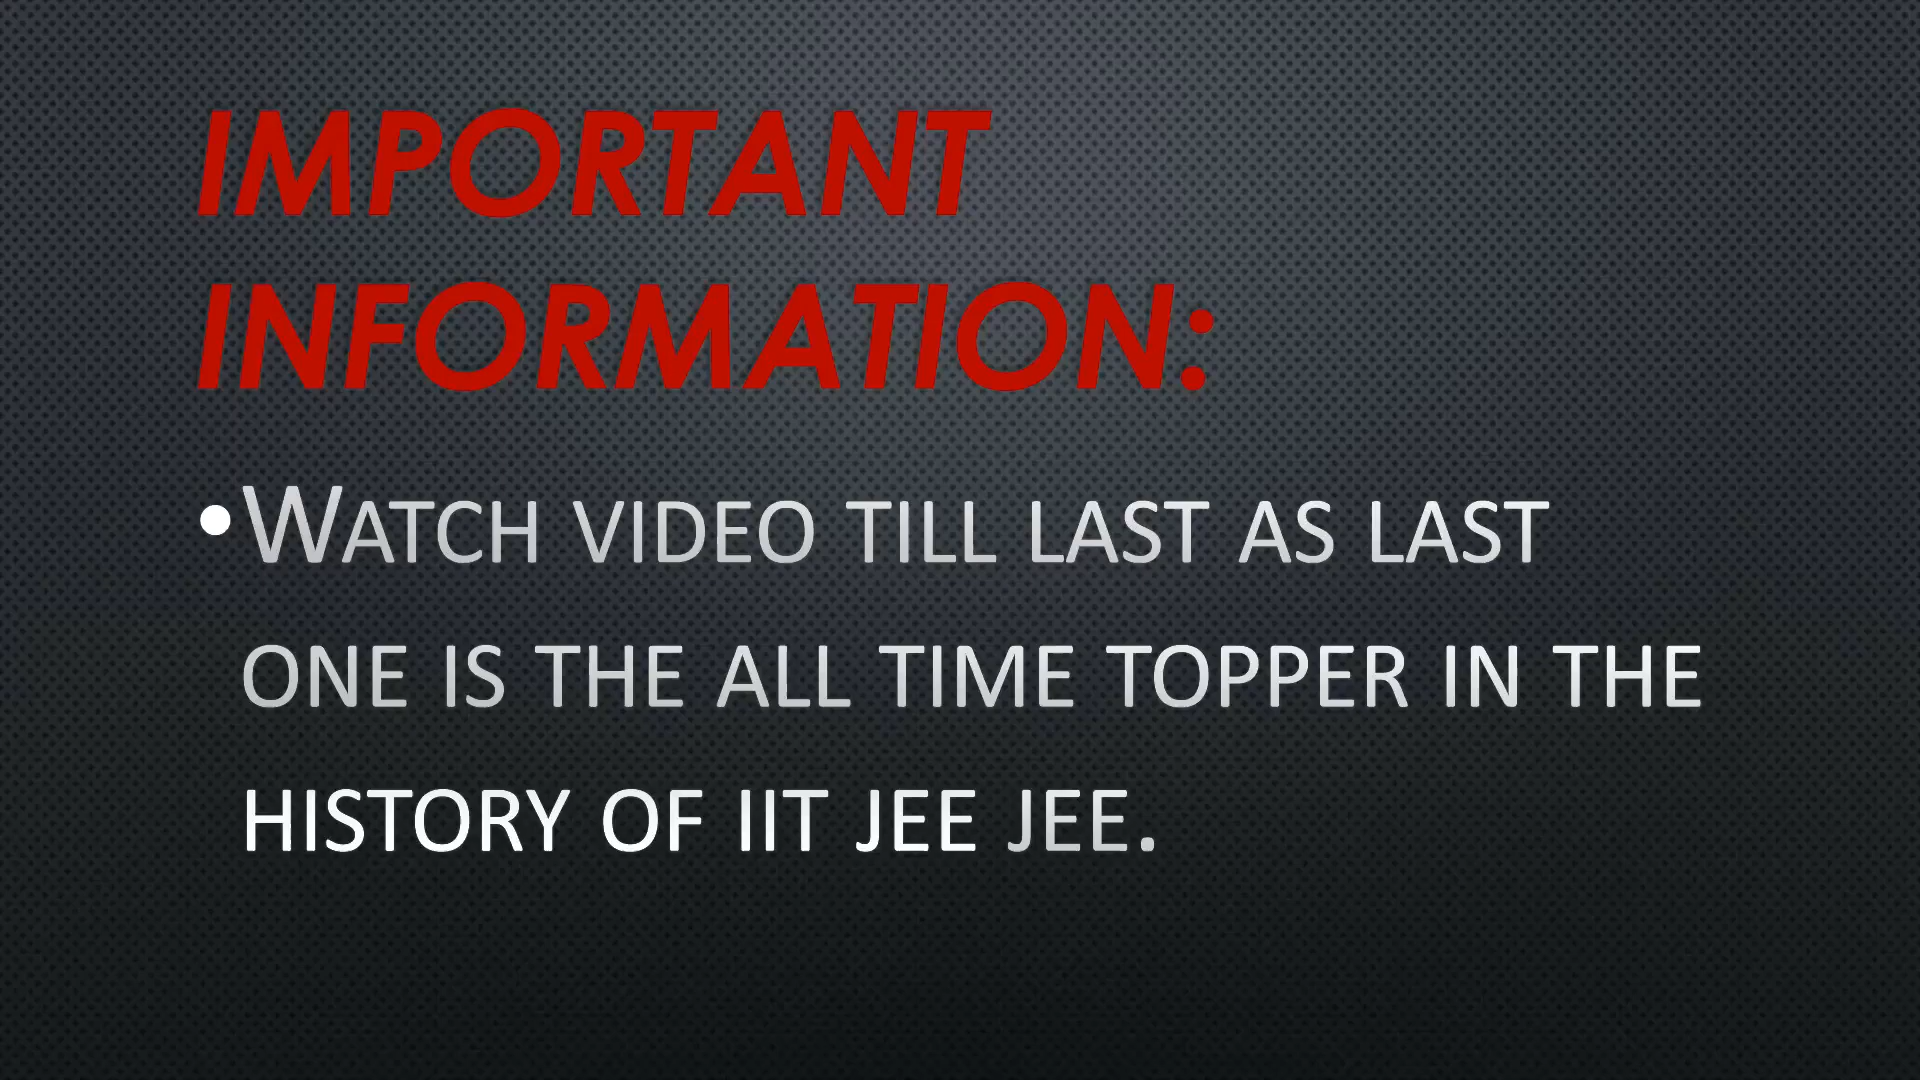 IMPORTANT
INFORMATION:
•WATCH VIDEO TILL LAST AS LAST
ONE IS THE ALL TIME TOPPER IN THE
HISTORY OF IIT JEE JEE.